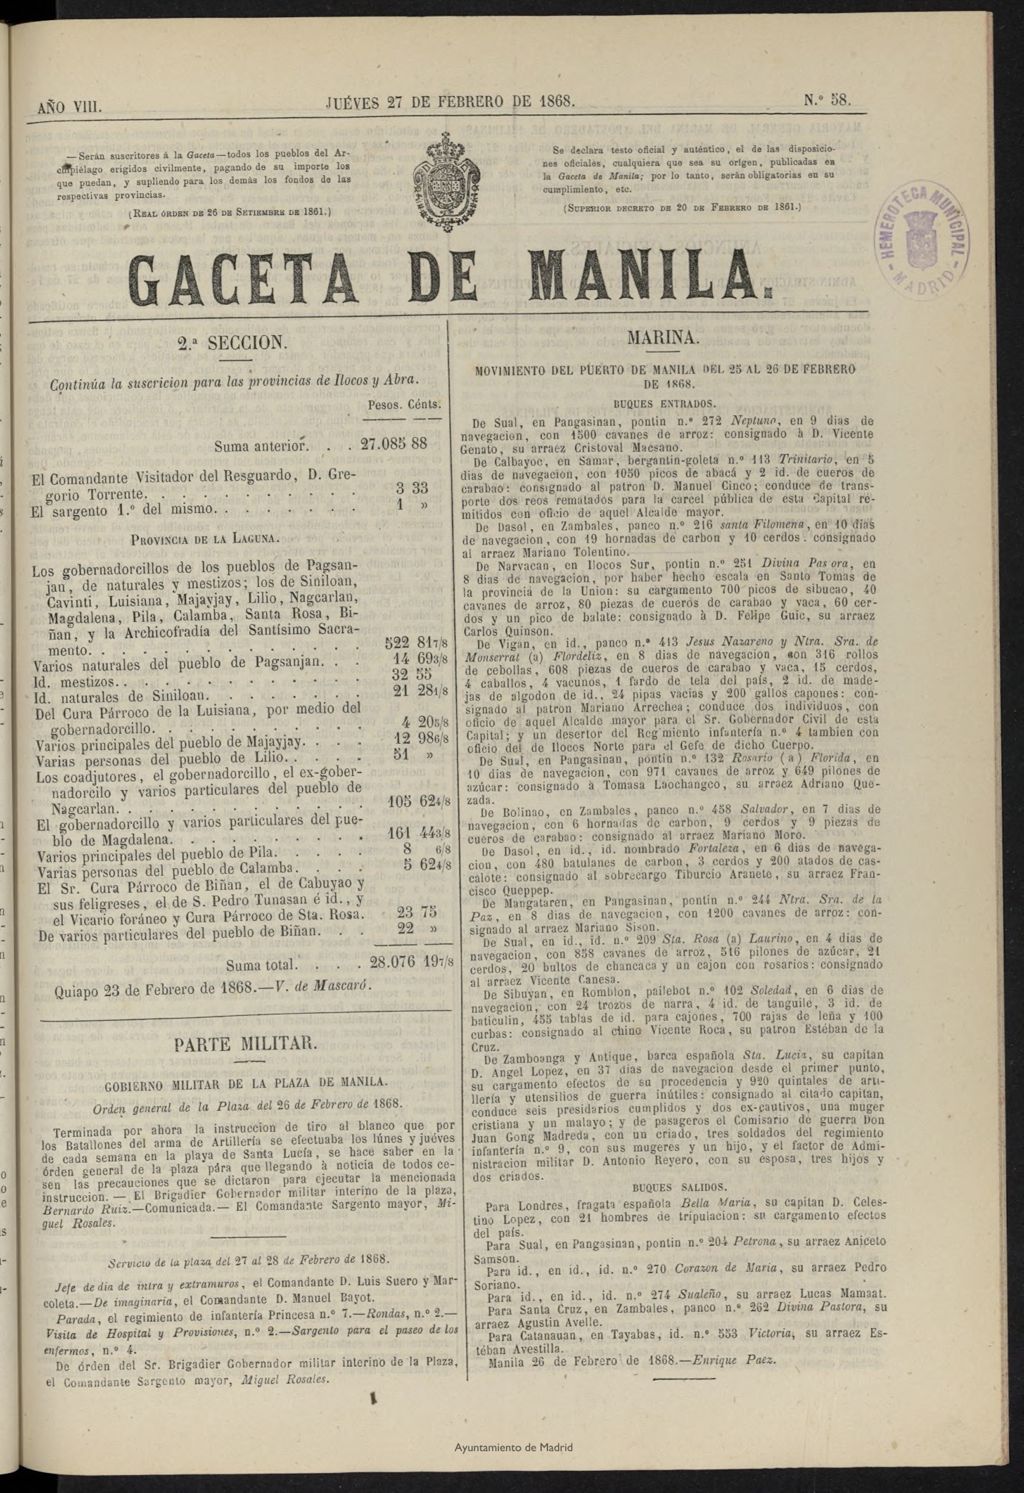 AÑO VIII.
JUÉVES 27 DE FEBRERO DE 1868.
N.º 58.
— Serán suscritores á la Gaceta—todos los pueblos del Ar-
chipiélago erigidos civilmente, pagando de su importe los
que puedan, y supliendo para los demás los fondos de las
respectivas provincias.
(REAL ÓRDEN DE 26 DE SETIEMBRE DE 1861.)
Se declara testo oficial y auténtico, el de las disposicio-
nes oficiales, cualquiera que sea su orígen, publicadas en
la Gaceta de Manila; por lo tanto, serán obligatorias en su
cumplimiento, etc.
(SUPERIOR DECRETO DE 20 DE FEBRERO DE 1861.)
HEMEROTECA MUNICIPAL
MADRID
GACETA DE MANILA.
2.ª SECCION.
Continúa la suscricion para las provincias de Ilocos y Abra.
Pesos. Cénts.
Suma anterior. . . 27.085 88
El Comandante Visitador del Resguardo, D. Gre-
gorio Torrente. . . . . . . . . . . 3 33
El sargento 1.º del mismo. . . . . . . 1 »
PROVINCIA DE LA LAGUNA.
Los gobernadorcillos de los pueblos de Pagsan-
jan, de naturales y mestizos; los de Siniloan,
Cavinti, Luisiana, Majayjay, Lilio, Nagcarlan,
Magdalena, Pila, Calamba, Santa Rosa, Bi-
ñan, y la Archicofradía del Santísimo Sacra-
mento. . . . . . . . . . . . . 522 81 7/8
Varios naturales del pueblo de Pagsanjan. . . 14 69 3/8
Id. mestizos. . . . . . . . . . . . 32 55
Id. naturales de Siniloan. . . . . . . . 21 28 1/8
Del Cura Párroco de la Luisiana, por medio del
gobernadorcillo. . . . . . . . . . . 4 20 5/8
Varios principales del pueblo de Majayjay. . . . 12 98 6/8
Varias personas del pueblo de Lilio. . . . . 51 »
Los coadjutores, el gobernadorcillo, el ex-gober-
nadorcilo y varios particulares del pueblo de
Nagcarlan. . . . . . . . . . . . . 105 62 4/8
El gobernadorcillo y varios particulares del pue-
blo de Magdalena. . . . . . . . . . 161 44 3/8
Varios principales del pueblo de Pila. . . . . 8 6/8
Varias personas del pueblo de Calamba. . . . 5 62 4/8
El Sr. Cura Párroco de Biñan, el de Cabuyao y
sus feligreses, el de S. Pedro Tunasan é id., y
el Vicario foráneo y Cura Párroco de Sta. Rosa. 23 75
De varios particulares del pueblo de Biñan. . . 22 »
Suma total. . . . 28.076 19 7/8
Quiapo 23 de Febrero de 1868.—V. de Mascaró.
PARTE MILITAR.
GOBIERNO MILITAR DE LA PLAZA DE MANILA.
Orden general de la Plaza del 26 de Febrero de 1868.
Terminada por ahora la instruccion de tiro al blanco que por
los Batallones del arma de Artillería se efectuaba los lúnes y juéves
de cada semana en la playa de Santa Lucía, se hace saber en la
órden general de la plaza pára que llegando à noticia de todos ce-
sen las precauciones que se dictaron para ejecutar la mencionada
instruccion.—El Brigadier Gobernador militar interino de la plaza,
Bernardo Ruiz.—Comunicada.—El Comandante Sargento mayor, Mi-
guel Rosales.
Servicio de la plaza del 27 al 28 de Febrero de 1868.
Jefe de dia de intra y extramuros, el Comandante D. Luis Suero y Mar-
coleta.—De imaginaria, el Comandante D. Manuel Bayot.
Parada, el regimiento de infantería Princesa n.º 7.—Rondas, n.º 2.—
Visita de Hospital y Provisiones, n.º 2.—Sargento para el paseo de los
enfermos, n.º 4.
De órden del Sr. Brigadier Gobernador militar interino de la Plaza,
el Comandante Sargento mayor, Miguel Rosales.
MARINA.
MOVIMIENTO DEL PUERTO DE MANILA DEL 25 AL 26 DE FEBRERO
DE 1868.
BUQUES ENTRADOS.
De Sual, en Pangasinan, pontin n.º 272 Neptuno, en 9 dias de
navegacion, con 1500 cavanes de arroz: consignado à D. Vicente
Genato, su arraez Cristoval Macsano.
De Calbayoc, en Samar, bergantin-goleta n.º 113 Trinitario, en 5
dias de navegacion, con 1050 picos de abacá y 2 id. de cueros de
carabao: consignado al patron D. Manuel Cinco; conduce de trans-
porte dos reos rematados para la carcel pública de esta Capital re-
mitidos con oficio de aquel Alcalde mayor.
De Dasol, en Zambales, panco n.º 216 santa Filomena, en 10 dias
de navegacion, con 19 hornadas de carbon y 10 cerdos. consignado
al arraez Mariano Tolentino.
De Narvacan, en Ilocos Sur, pontin n.º 251 Divina Pastora, en
8 dias de navegacion, por haber hecho escala en Santo Tomas de
la provincia de la Union: su cargamento 700 picos de sibucao, 40
cavanes de arroz, 80 piezas de cueros de carabao y vaca, 60 cer-
dos y un pico de balate: consignado à D. Felipe Guic, su arraez
Carlos Quinson.
De Vigan, en id., panco n.º 413 Jesus Nazareno y Ntra. Sra. de
Monserrat (a) Flordeliz, en 8 dias de navegacion, con 316 rollos
de cebollas, 608 piezas de cueros de carabao y vaca, 15 cerdos,
4 caballos, 4 vacunos, 1 fardo de tela del país, 2 id. de made-
jas de algodon de id., 24 pipas vacias y 200 gallos capones: con-
signado al patron Mariano Arrechea; conduce dos individuos, con
oficio de aquel Alcalde mayor para el Sr. Gobernador Civil de esta
Capital; y un desertor del Regimiento infantería n.º 4 tambien con
oficio del de Ilocos Norte para el Gefe de dicho Cuerpo.
De Sual, en Pangasinan, pontin n.º 132 Rosario (a) Florida, en
10 dias de navegacion, con 971 cavanes de arroz y 649 pilones de
azúcar: consignado à Tomasa Laochangco, su arraez Adriano Que-
zada.
De Bolinao, en Zambales, panco n.º 458 Salvador, en 7 dias de
navegacion, con 6 hornadas de carbon, 9 cerdos y 9 piezas de
cueros de carabao: consignado al arraez Mariano Moro.
De Dasol, en id., id. nombrado Fortaleza, en 6 dias de navega-
cion, con 480 batulanes de carbon, 3 cerdos y 200 atados de cas-
calote: consignado al sobrecargo Tiburcio Aranete, su arraez Fran-
cisco Queppep.
De Mangataren, en Pangasinan, pontin n.º 244 Ntra. Sra. de la
Paz, en 8 dias de navegacion, con 1200 cavanes de arroz: con-
signado al arraez Mariano Sison.
De Sual, en id., id. n.º 209 Sta. Rosa (a) Laurino, en 4 dias de
navegacion, con 858 cavanes de arroz, 516 pilones de azúcar, 21
cerdos, 20 bultos de chancaca y un cajon con rosarios: consignado
al arraez Vicente Canesa.
De Sibuyan, en Romblon, pailebot n.º 102 Soledad, en 6 dias de
navegacion, con 24 trozos de narra, 4 id. de tanguile, 3 id. de
baticulin, 455 tablas de id. para cajones, 700 rajas de leña y 100
curbas: consignado al chino Vicente Roca, su patron Estéban de la
Cruz.
De Zamboanga y Antique, barca española Sta. Lucia, su capitan
D. Angel Lopez, en 37 dias de navegacion desde el primer punto,
su cargamento efectos de su procedencia y 920 quintales de arti-
llería y utensilios de guerra inútiles: consignado al citado capitan,
conduce seis presidarios cumplidos y dos ex-cautivos, una muger
cristiana y un malayo; y de pasageros el Comisario de guerra Don
Juan Gong Madreda, con un criado, tres soldados del regimiento
infantería n.º 9, con sus mugeres y un hijo, y el factor de Admi-
nistracion militar D. Antonio Reyero, con su esposa, tres hijos y
dos criados.
BUQUES SALIDOS.
Para Londres, fragata española Bella Maria, su capitan D. Celes-
tino Lopez, con 21 hombres de tripulacion: su cargamento efectos
del país.
Para Sual, en Pangasinan, pontin n.º 204 Petrona, su arraez Aniceto
Samson.
Para id., en id., id. n.º 270 Corazon de Maria, su arraez Pedro
Soriano.
Para id., en id., id. n.º 274 Sualeño, su arraez Lucas Mamaat.
Para Santa Cruz, en Zambales, panco n.º 262 Divina Pastora, su
arraez Agustin Avelle.
Para Catanauan, en Tayabas, id. n.º 553 Victoria, su arraez Es-
téban Avestilla.
Manila 26 de Febrero de 1868.—Enrique Paez.
Ayuntamiento de Madrid